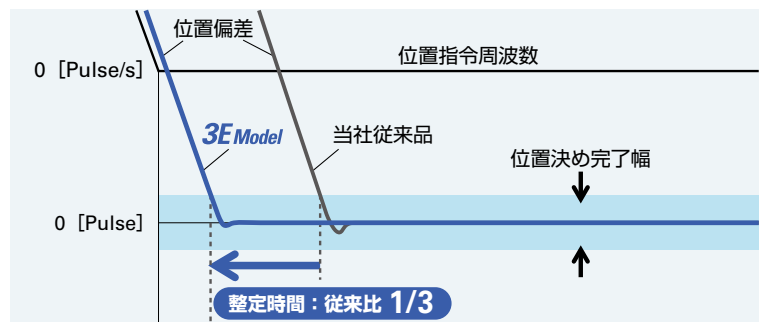 位置偏差
位置指令周波数
0［Pulse/s］
3E Model
当社従来品
位置決め完了幅
0［Pulse］
整定時間：従来比 1/3